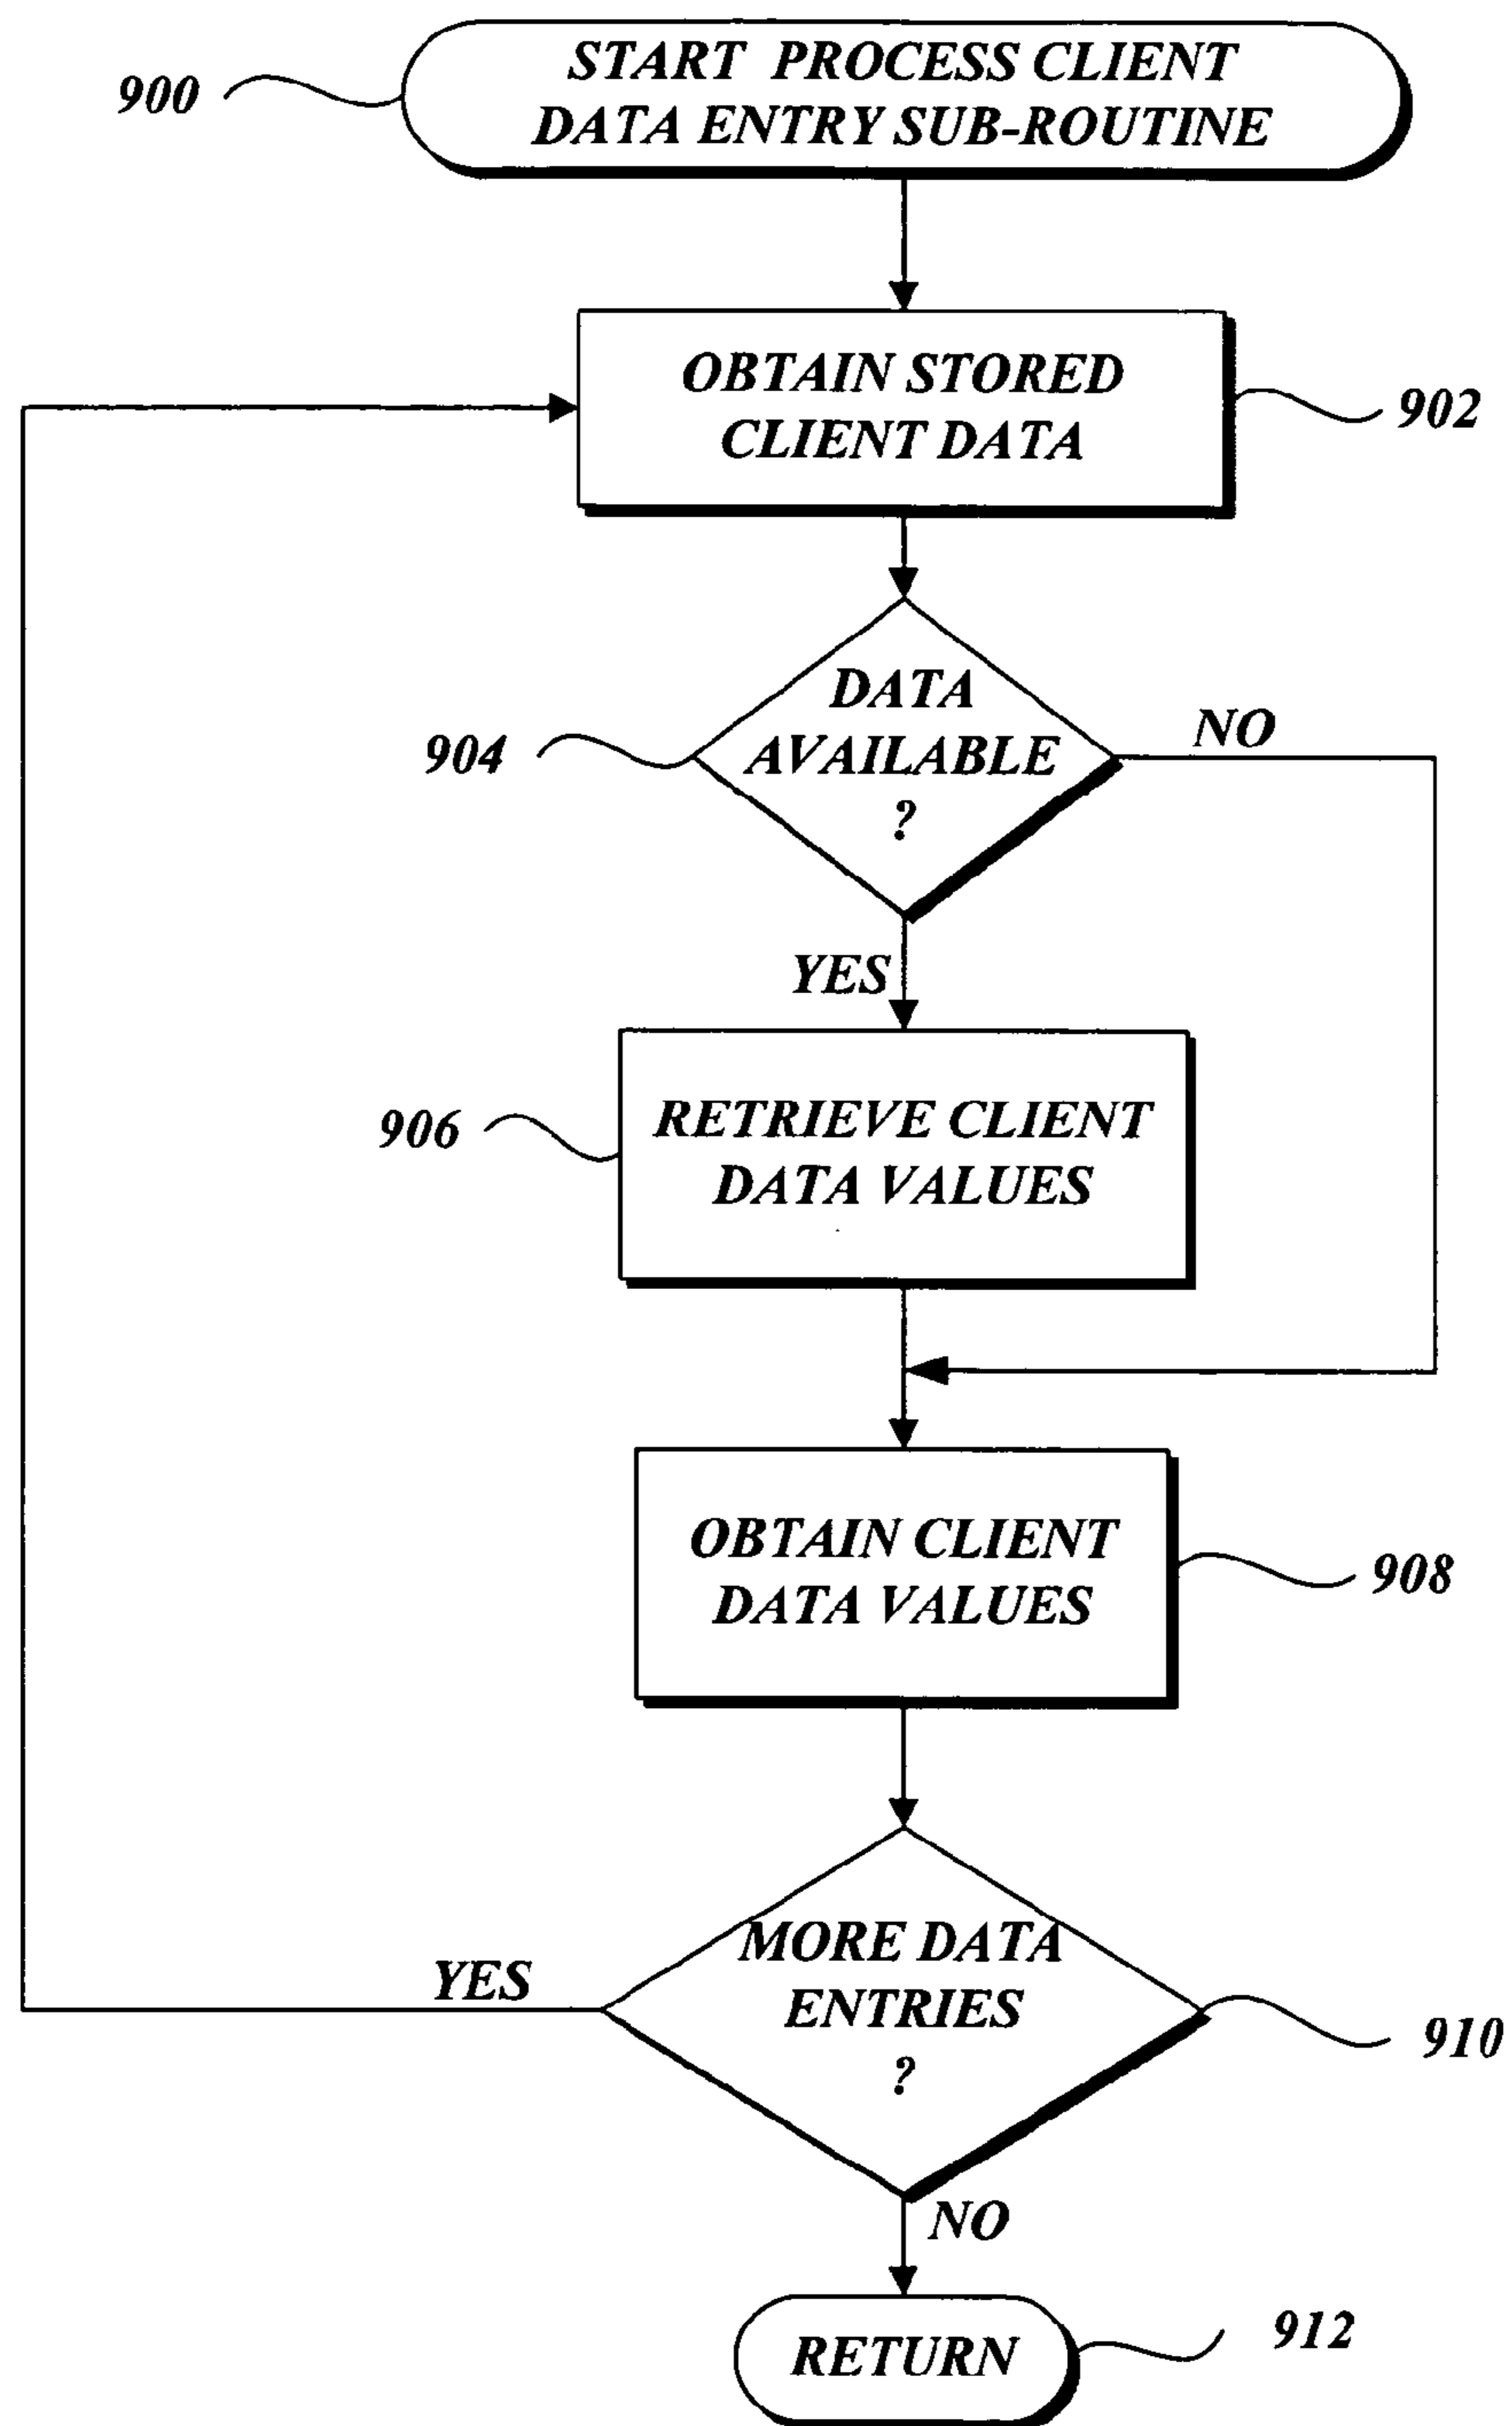 START PROCESS CLIENT
DATA ENTRY SUB-ROUTINE
900
OBTAIN STORED
CLIENT DATA
902
DATA
AVAILABLE
?
904
NO
YES
RETRIEVE CLIENT
DATA VALUES
906
OBTAIN CLIENT
DATA VALUES
908
MORE DATA
ENTRIES
?
YES
910
NO
RETURN
912